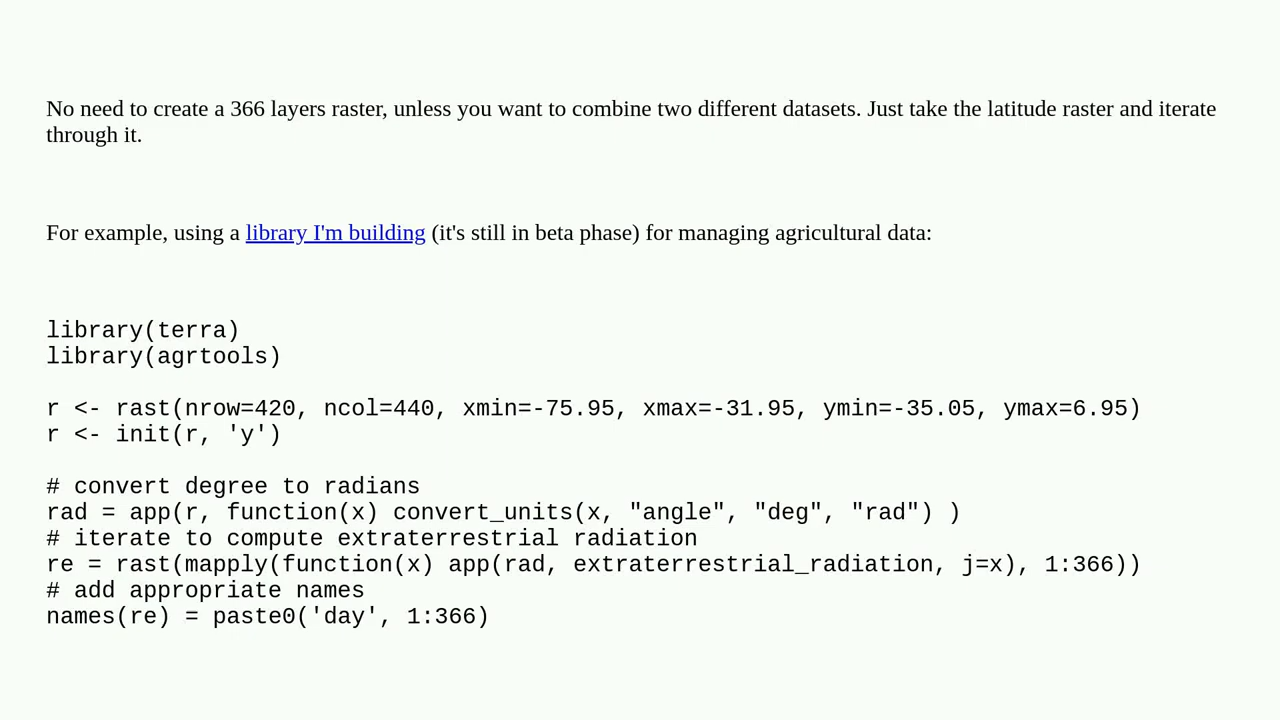 No need to create a 366 layers raster, unless you want to combine two different datasets. Just take the latitude raster and iterate
through it.
For example, using a library I'm building (it's still in beta phase) for managing agricultural data:
library(terra)
library(agrtools)
r <- rast(nrow=420, ncol=440, xmin=-75.95, xmax=-31.95, ymin=-35.05, ymax=6.95)
r <- init(r, 'y')
# convert degree to radians
rad = app(r, function(x) convert_units(x, "angle", "deg", "rad") )
# iterate to compute extraterrestrial radiation
re = rast(mapply(function(x) app(rad, extraterrestrial_radiation, j=x), 1:366))
# add appropriate names
names(re) = paste0('day', 1:366)